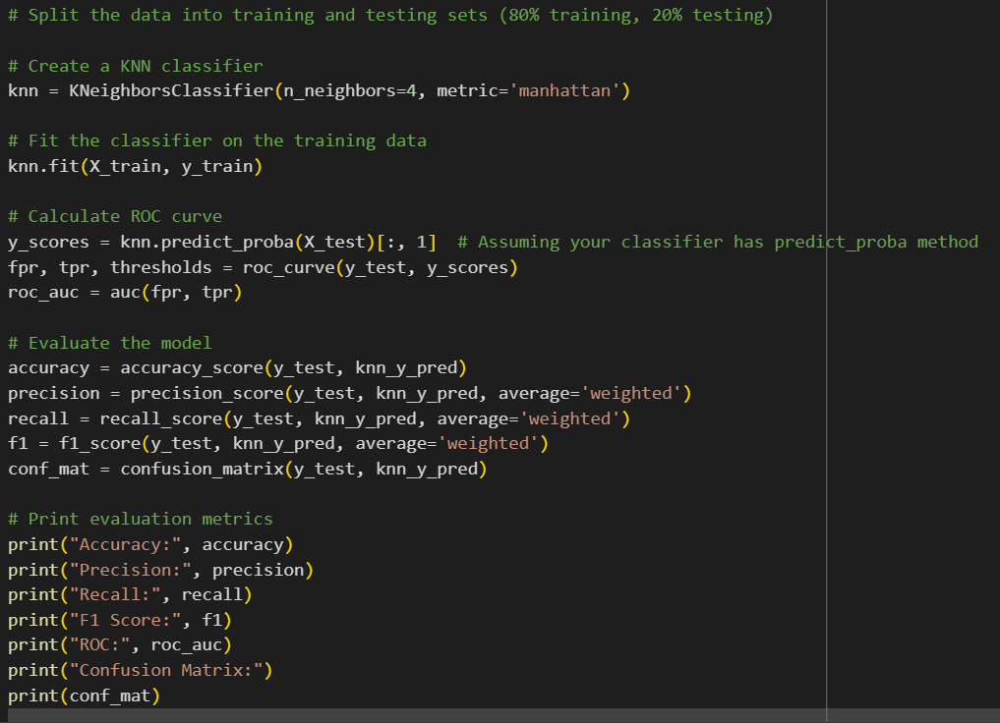 # Split the data into training and testing sets (80% training, 20% testing)
# Create a KNN classifier
knn = KNeighborsClassifier(n_neighbors=4, metric='manhattan')
# Fit the classifier on the training data
knn.fit(X_train, y_train)
# Calculate ROC curve
y_scores = knn.predict_proba(X_test)[:, 1]  # Assuming your classifier has predict_proba method
fpr, tpr, thresholds = roc_curve(y_test, y_scores)
roc_auc = auc(fpr, tpr)
# Evaluate the model
accuracy = accuracy_score(y_test, knn_y_pred)
precision = precision_score(y_test, knn_y_pred, average='weighted')
recall = recall_score(y_test, knn_y_pred, average='weighted')
f1 = f1_score(y_test, knn_y_pred, average='weighted')
conf_mat = confusion_matrix(y_test, knn_y_pred)
# Print evaluation metrics
print("Accuracy:", accuracy)
print("Precision:", precision)
print("Recall:", recall)
print("F1 Score:", f1)
print("ROC:", roc_auc)
print("Confusion Matrix:")
print(conf_mat)